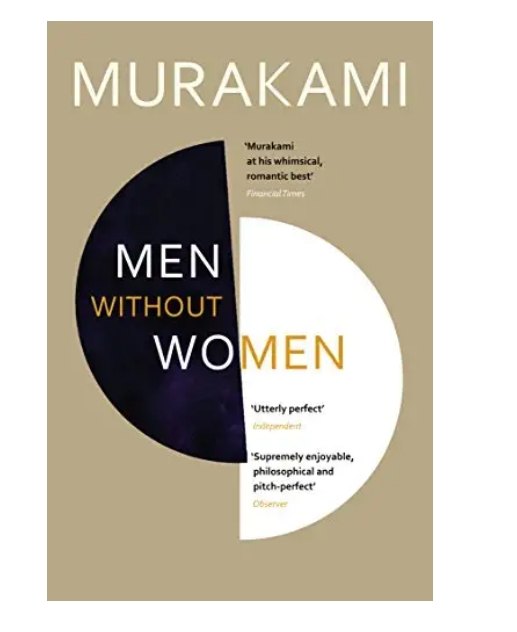 MURAKAMI
‘Murakami
at his whimsical,
romantic best’
Financial Times
MEN
WITHOUT
WOMEN
‘Utterly perfect’
Independent
‘Supremely enjoyable,
philosophical and
pitch-perfect’
Observer